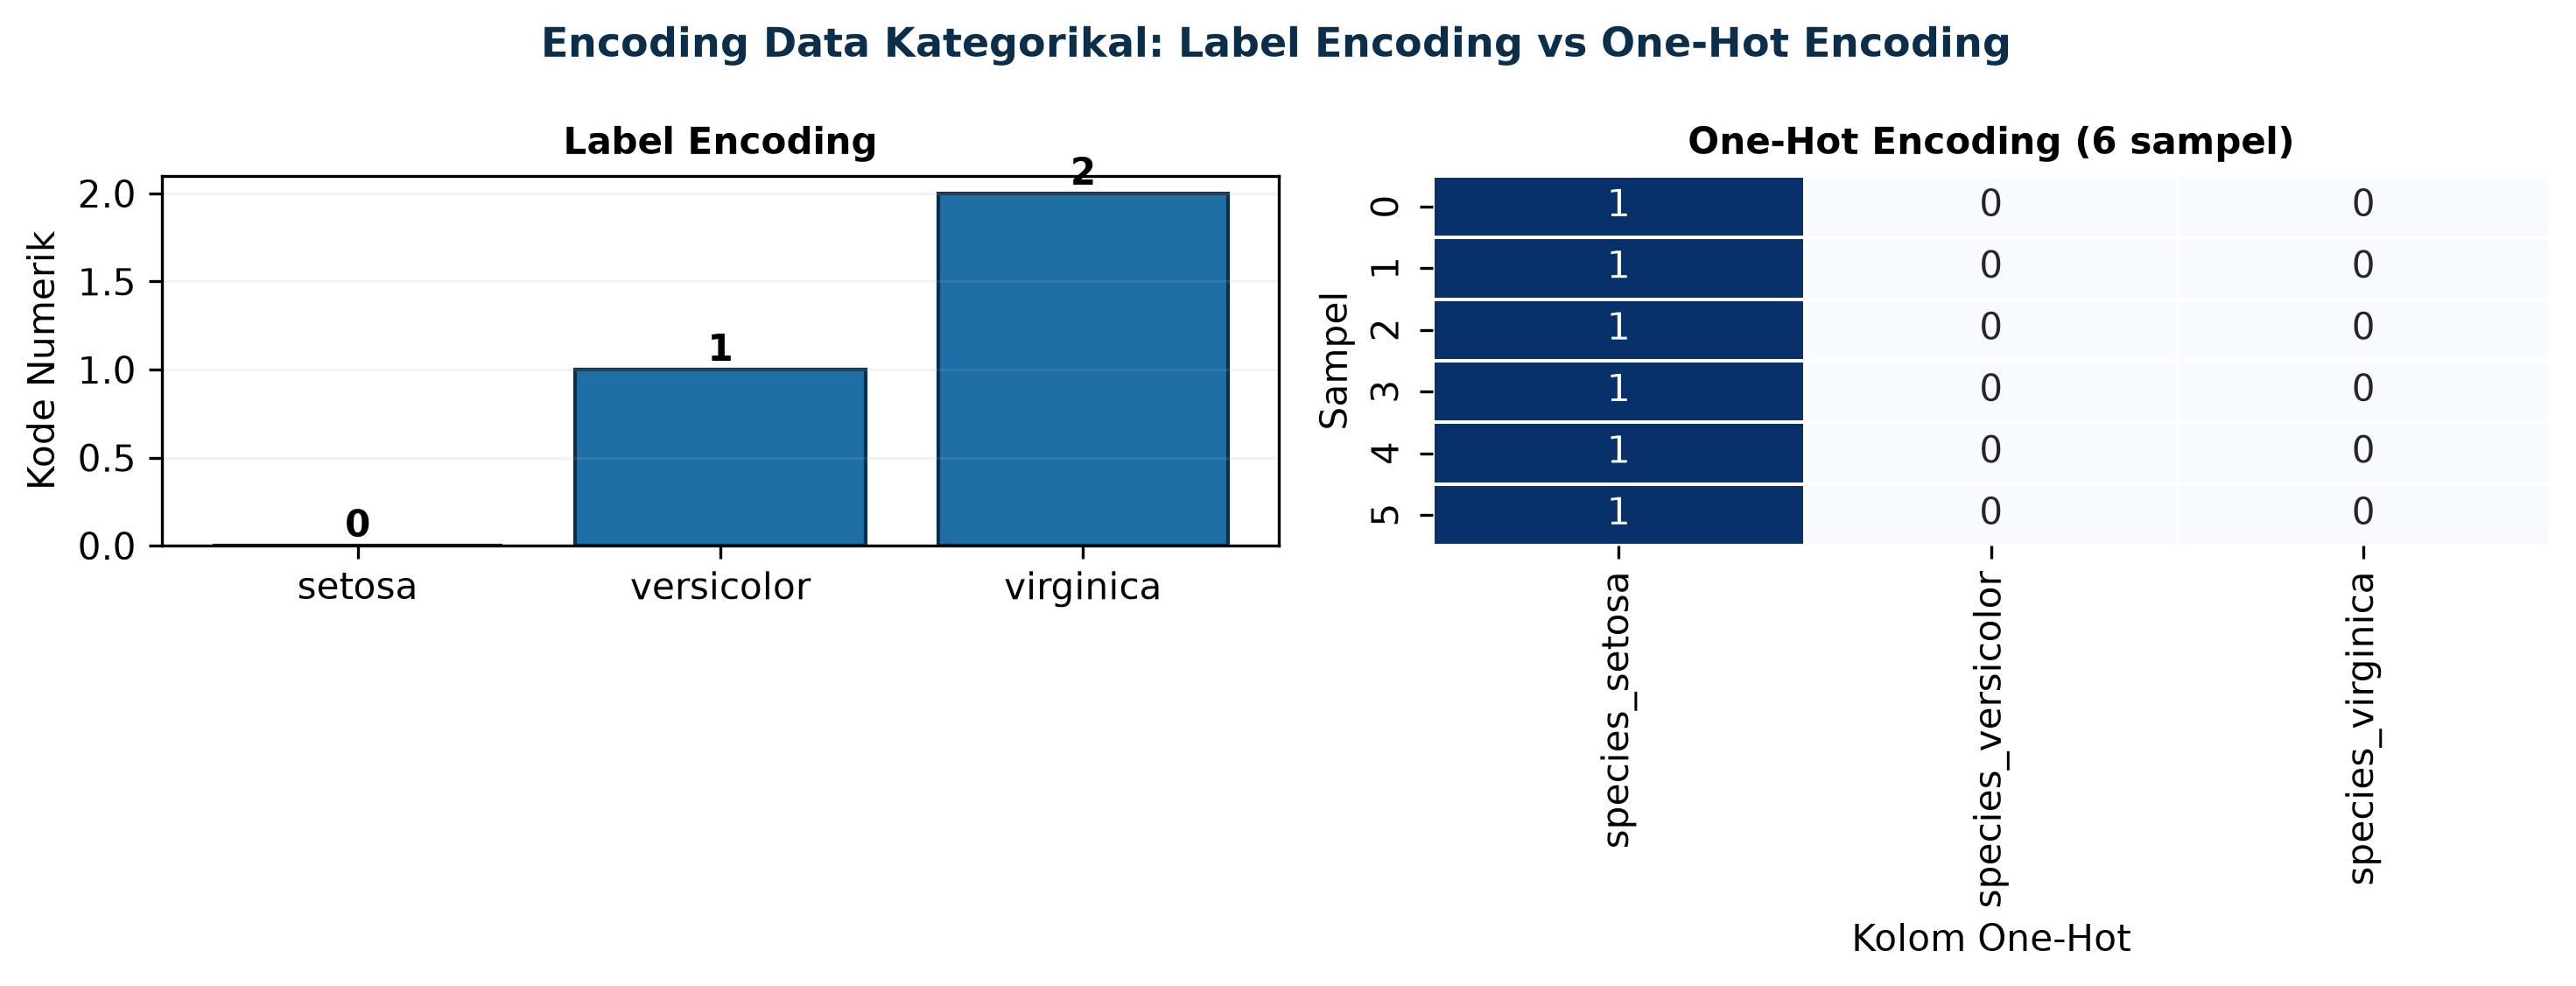 Encoding Data Kategorikal: Label Encoding vs One-Hot Encoding
Label Encoding
Kode Numerik
2.0
1.5
1.0
0.5
0.0
0
1
2
setosa
versicolor
virginica
One-Hot Encoding (6 sampel)
Sampel
0 1 0 0
1 1 0 0
2 1 0 0
3 1 0 0
4 1 0 0
5 1 0 0
species_setosa
species_versicolor
species_virginica
Kolom One-Hot